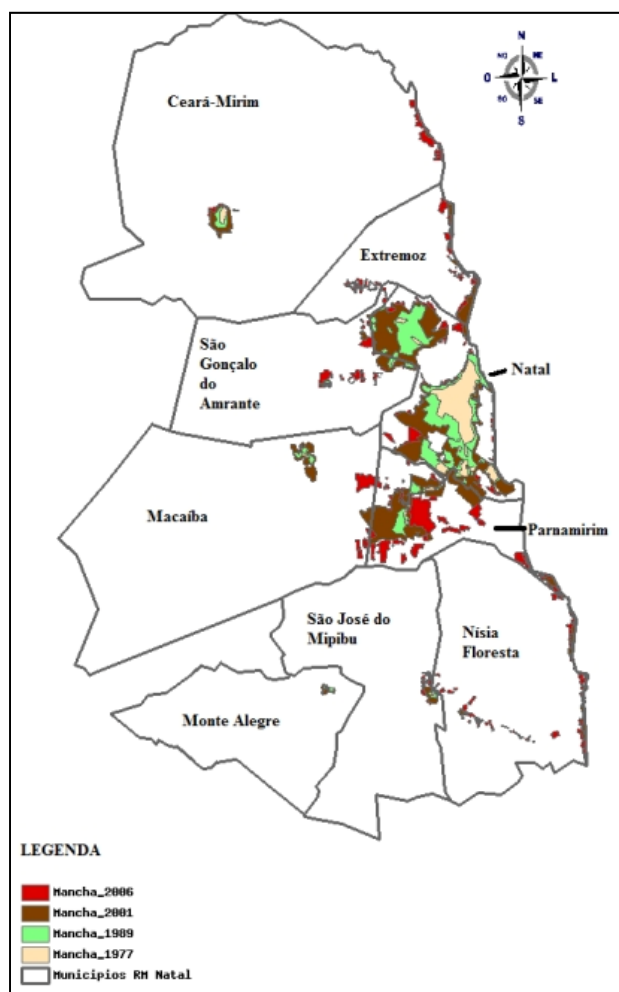 N
NO NE
O L
SO SE
S
Ceará-Mirim
Extremoz
São
Gonçalo
do
Amrante
Natal
Macaíba
Parnamirim
São José do
Mipibu
Nísia
Floresta
Monte Alegre
LEGENDA
Mancha_2006
Mancha_2001
Mancha_1989
Mancha_1977
Municipios RM Natal